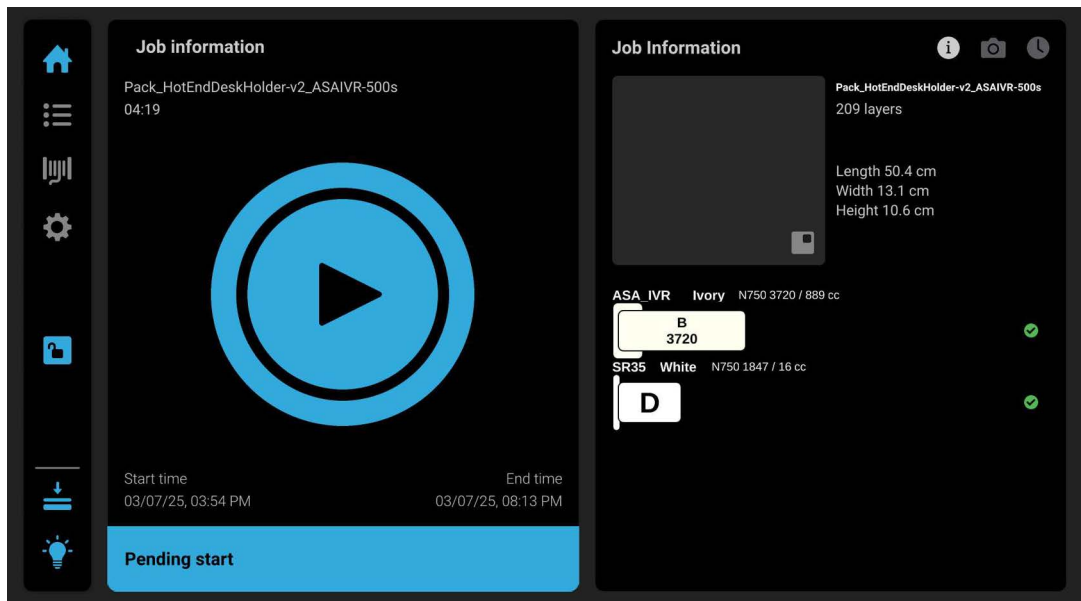 Job information
Pack_HotEndDeskHolder-v2_ASAIVR-500s
04:19
Start time End time
03/07/25, 03:54 PM 03/07/25, 08:13 PM
Pending start
Job Information
Pack_HotEndDeskHolder-v2_ASAIVR-500s
209 layers
Length 50.4 cm
Width 13.1 cm
Height 10.6 cm
ASA_IVR Ivory N750 3720 / 889 cc
B
3720
SR35 White N750 1847 / 16 cc
D